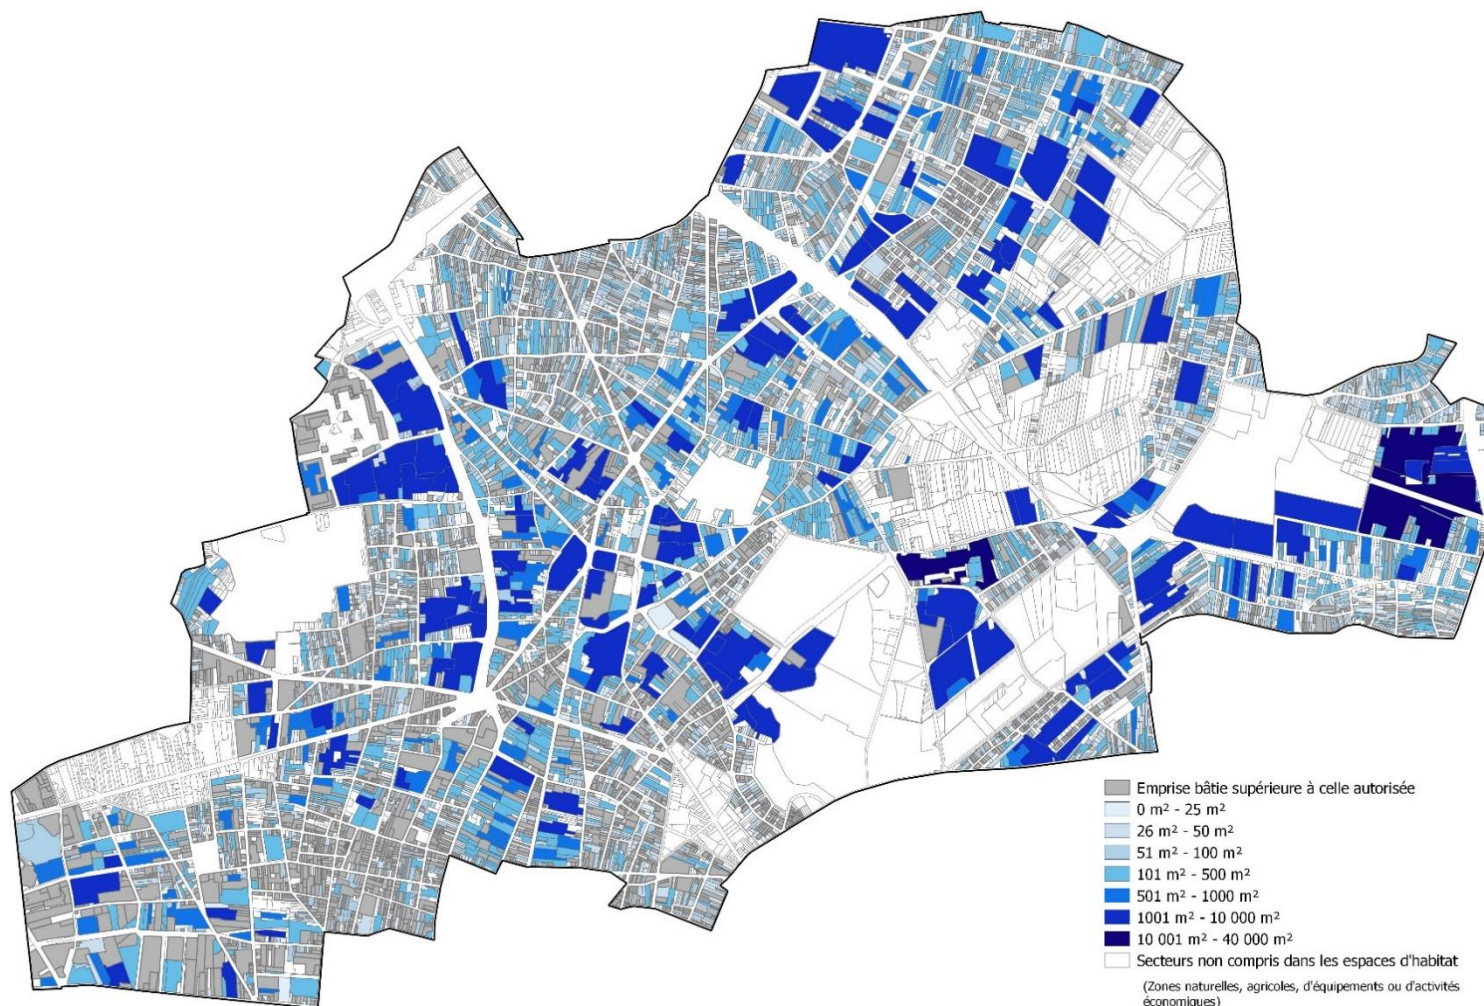 Emprise bâtie supérieure à celle autorisée
0 m² - 25 m²
26 m² - 50 m²
51 m² - 100 m²
101 m² - 500 m²
501 m² - 1000 m²
1001 m² - 10 000 m²
10 001 m² - 40 000 m²
Secteurs non compris dans les espaces d'habitat
(Zones naturelles, agricoles, d'équipements ou d'activités
économiques)